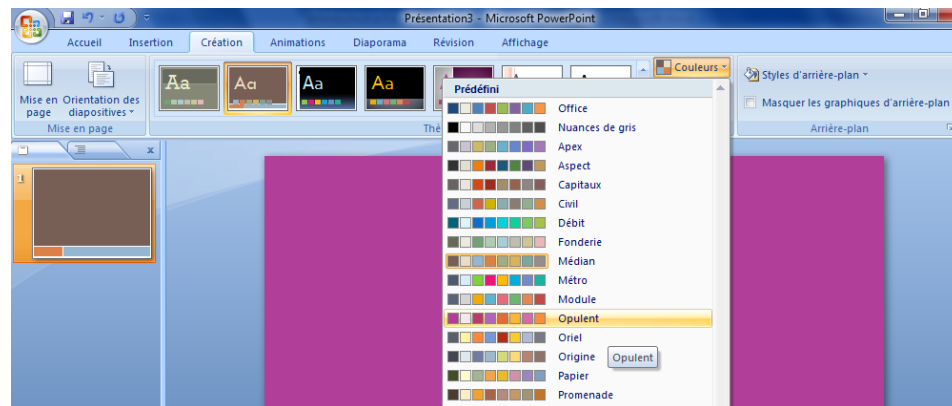 Présentation3 - Microsoft PowerPoint
Accueil Insertion Création Animations Diaporama Révision Affichage
Aa Aa Aa Aa
Couleurs
Styles d'arrière-plan
Masquer les graphiques d'arrière-plan
Mise en page
Orientation des diapositives
Mise en page
Thè
Arrière-plan
Prédéfini
Office
Nuances de gris
Apex
Aspect
Capitaux
Civil
Débit
Fonderie
Médian
Métro
Module
Opulent
Oriel
Origine
Opulent
Papier
Promenade
1